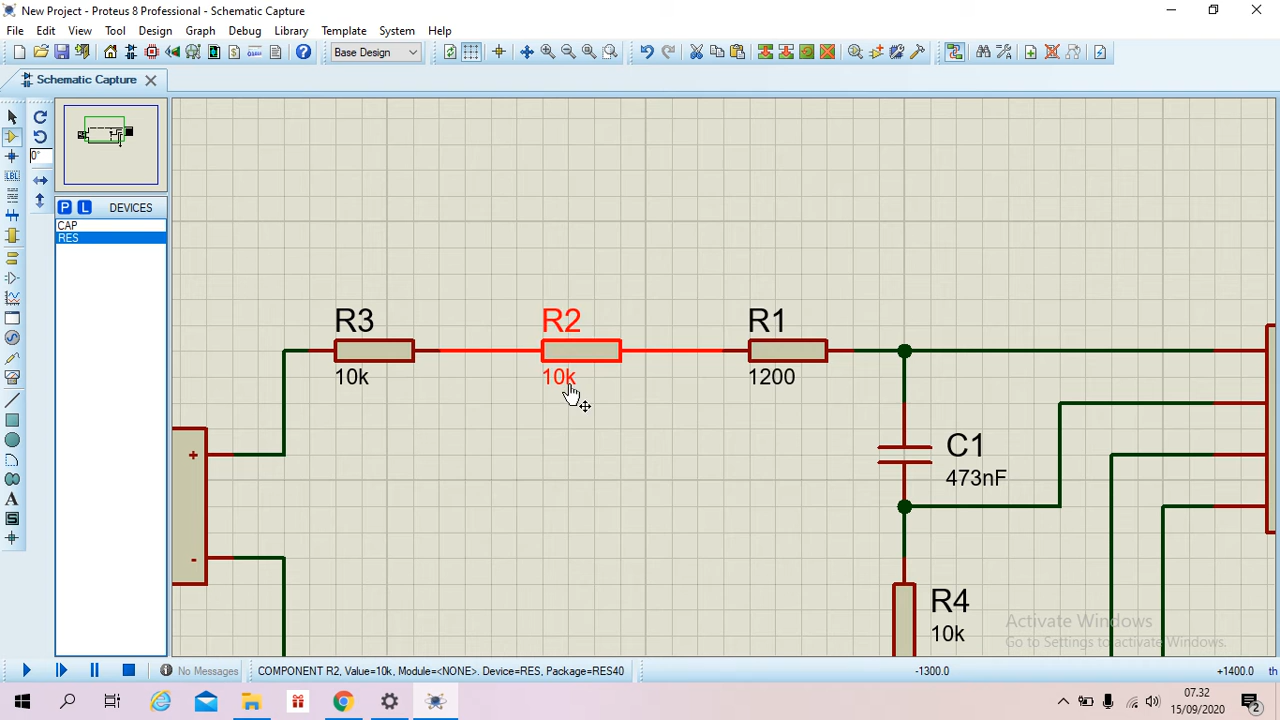 New Project - Proteus 8 Professional - Schematic Capture
File Edit View Tool Design Graph Debug Library Template System Help
Base Design
Schematic Capture
0°
LBL
P L DEVICES
CAP
RES
R3
10k
R2
10k
R1
1200
C1
473nF
+
-
R4
10k
A
S
Activate Windows
Go to Settings to activate Windows.
No Messages
COMPONENT R2, Value=10k, Module=<NONE>. Device=RES, Package=RES40
-1300.0
+1400.0
07.32
15/09/2020
2